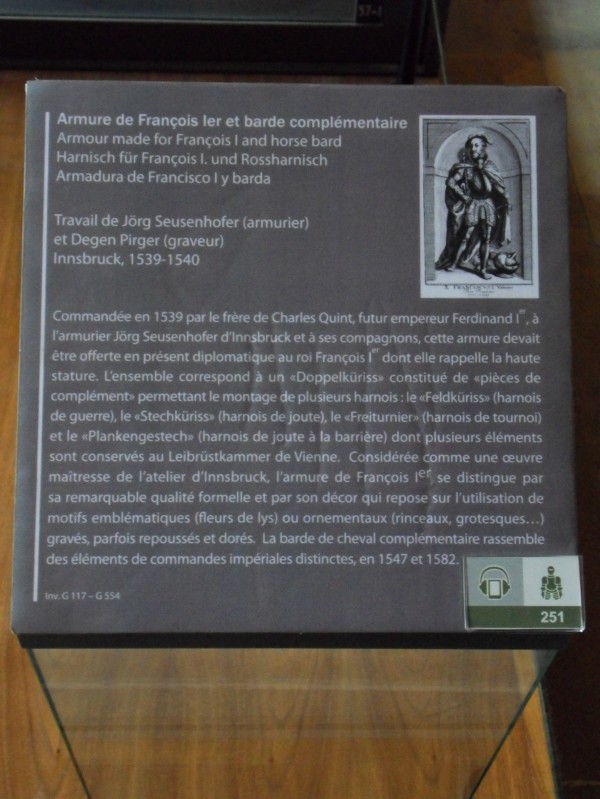 57-I
Armure de François Ier et barde complémentaire
Armour made for François I and horse bard
Harnisch für François I. und Rossharnisch
Armadura de Francisco I y barda
Travail de Jörg Seusenhofer (armurier)
et Degen Pirger (graveur)
Innsbruck, 1539-1540
Commandée en 1539 par le frère de Charles Quint, futur empereur Ferdinand Ier, à
l'armurier Jörg Seusenhofer d'Innsbruck et à ses compagnons, cette armure devait
être offerte en présent diplomatique au roi François Ier dont elle rappelle la haute
stature. L'ensemble correspond à un «Doppelküriss» constitué de «pièces de
complément» permettant le montage de plusieurs harnois : le «Feldküriss» (harnois
de guerre), le «Stechküriss» (harnois de joute), le «Freiturnier» (harnois de tournoi)
et le «Plankengestech» (harnois de joute à la barrière) dont plusieurs éléments
sont conservés au Leibrüstkammer de Vienne. Considérée comme une œuvre
maîtresse de l'atelier d'Innsbruck, l'armure de François Ier se distingue par
sa remarquable qualité formelle et par son décor qui repose sur l'utilisation de
motifs emblématiques (fleurs de lys) ou ornementaux (rinceaux, grotesques...)
gravés, parfois repoussés et dorés. La barde de cheval complémentaire rassemble
des éléments de commandes impériales distinctes, en 1547 et 1582.
Inv. G 117 – G 554
251